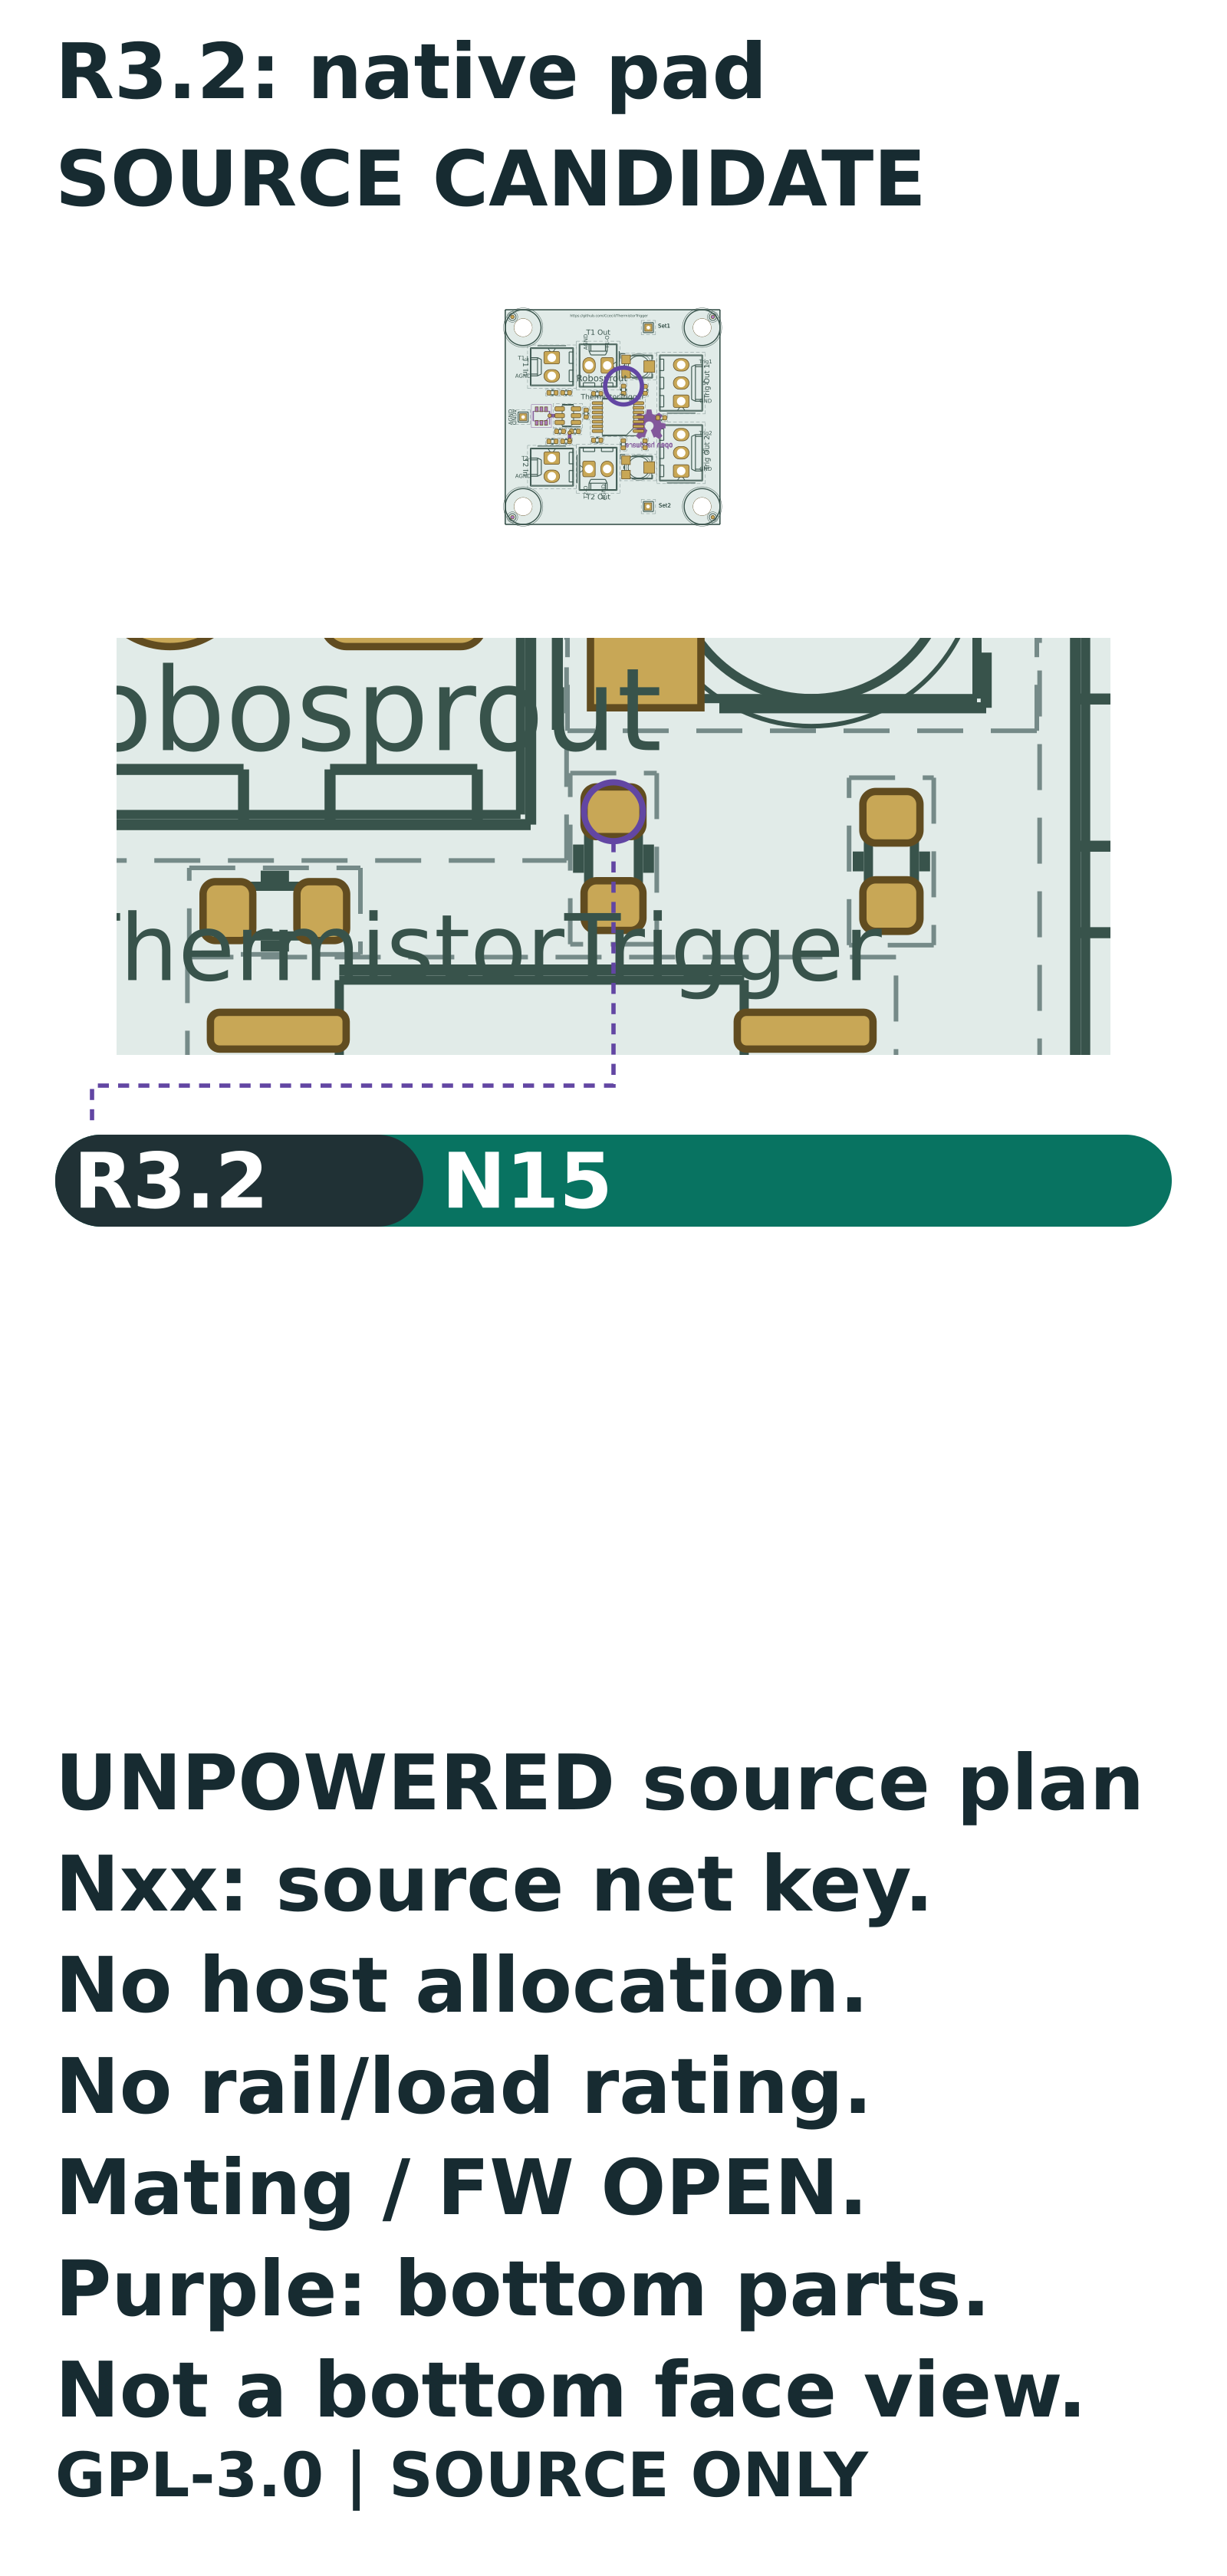 R3.2: native pad
SOURCE CANDIDATE
T1 Out
Set1
Robosprout
ThermistorTrigger
T2 Out
Set2
obosprout
hermistorTrigger
R3.2 N15
UNPOWERED source plan
Nxx: source net key.
No host allocation.
No rail/load rating.
Mating / FW OPEN.
Purple: bottom parts.
Not a bottom face view.
GPL-3.0 | SOURCE ONLY